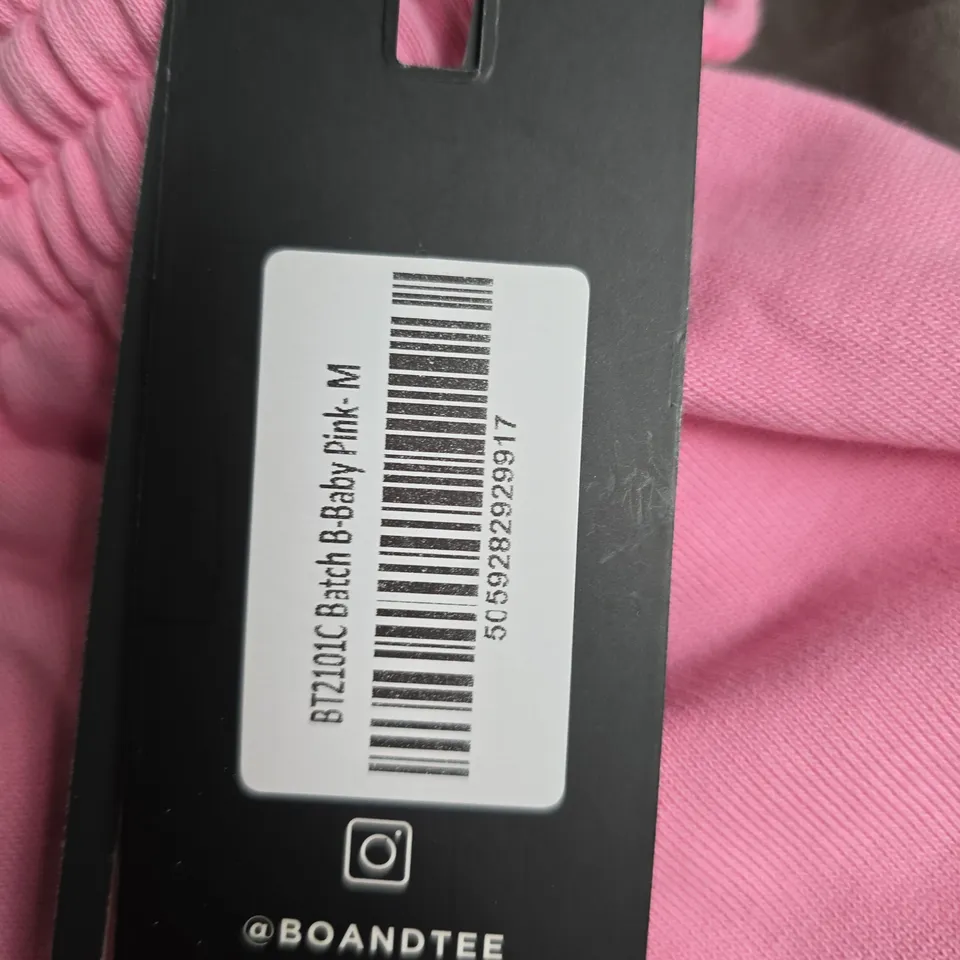 BT2101C Batch B-Baby Pink- M
5059282929917
@BOANDTEE